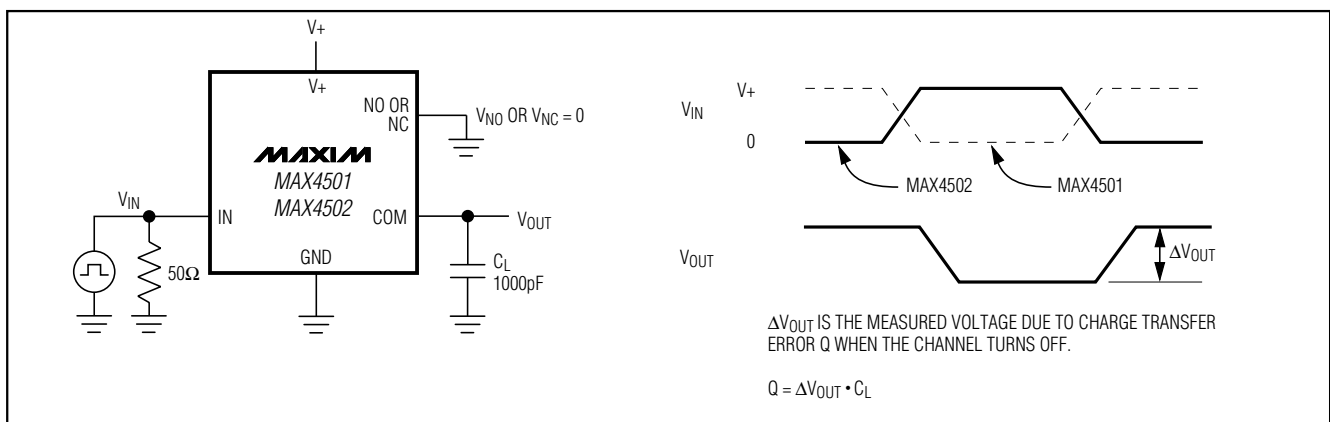 V+
V+
NO OR
NC
V_NO OR V_NC = 0
MAXIM
MAX4501
MAX4502
V_IN
IN
COM
V_OUT
50Ω
GND
C_L
1000pF
V_IN
V+
0
MAX4502
MAX4501
V_OUT
ΔV_OUT
ΔV_OUT IS THE MEASURED VOLTAGE DUE TO CHARGE TRANSFER
ERROR Q WHEN THE CHANNEL TURNS OFF.
Q = ΔV_OUT • C_L